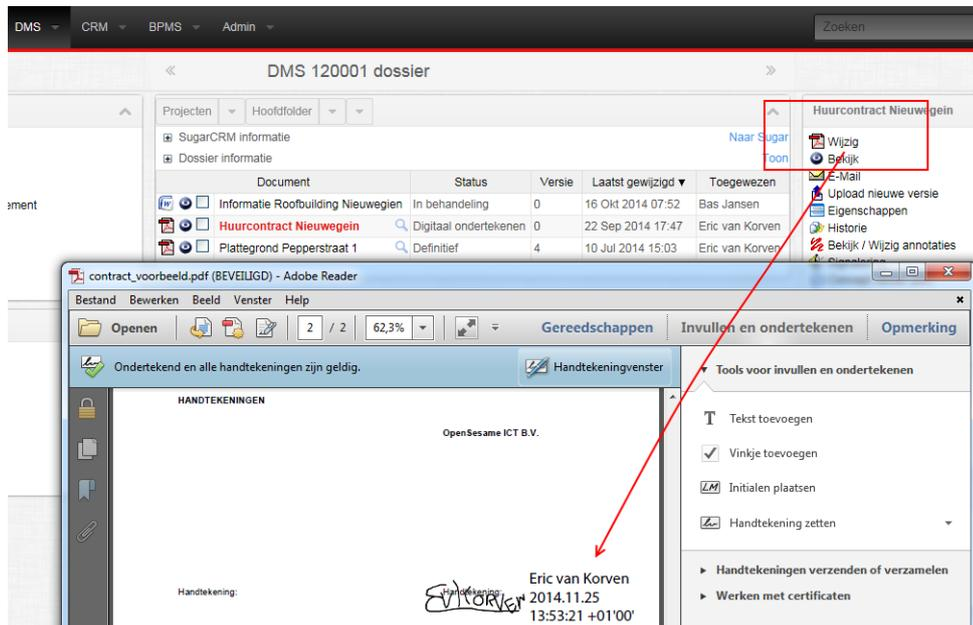 DMS CRM BPMS Admin Zoeken
« DMS 120001 dossier »
Projecten Hoofdfolder
SugarCRM informatie Naar Sugar
Dossier informatie Toon
Document Status Versie Laatst gewijzigd ▼ Toegewezen
Informatie Roofbuilding Nieuwegien In behandeling 0 16 Okt 2014 07:52 Bas Jansen
Huurcontract Nieuwegein Digitaal ondertekenen 0 22 Sep 2014 17:47 Eric van Korven
Plattegrond Pepperstraat 1 Definitief 4 10 Jul 2014 15:03 Eric van Korven
ement
Huurcontract Nieuwegein
Wijzig
Bekijk
E-Mail
Upload nieuwe versie
Eigenschappen
Historie
Bekijk / Wijzig annotaties
Signalering
contract_voorbeeld.pdf (BEVEILIGD) - Adobe Reader
Bestand Bewerken Beeld Venster Help
Openen 2 / 2 62,3% Gereedschappen Invullen en ondertekenen Opmerking
Ondertekend en alle handtekeningen zijn geldig. Handtekeningvenster
HANDTEKENINGEN
OpenSesame ICT B.V.
Handtekening: Handtekening:
EVKORVEN
Eric van Korven
2014.11.25
13:53:21 +01'00'
Tools voor invullen en ondertekenen
T Tekst toevoegen
Vinkje toevoegen
LM Initialen plaatsen
Handtekening zetten
Handtekeningen verzenden of verzamelen
Werken met certificaten